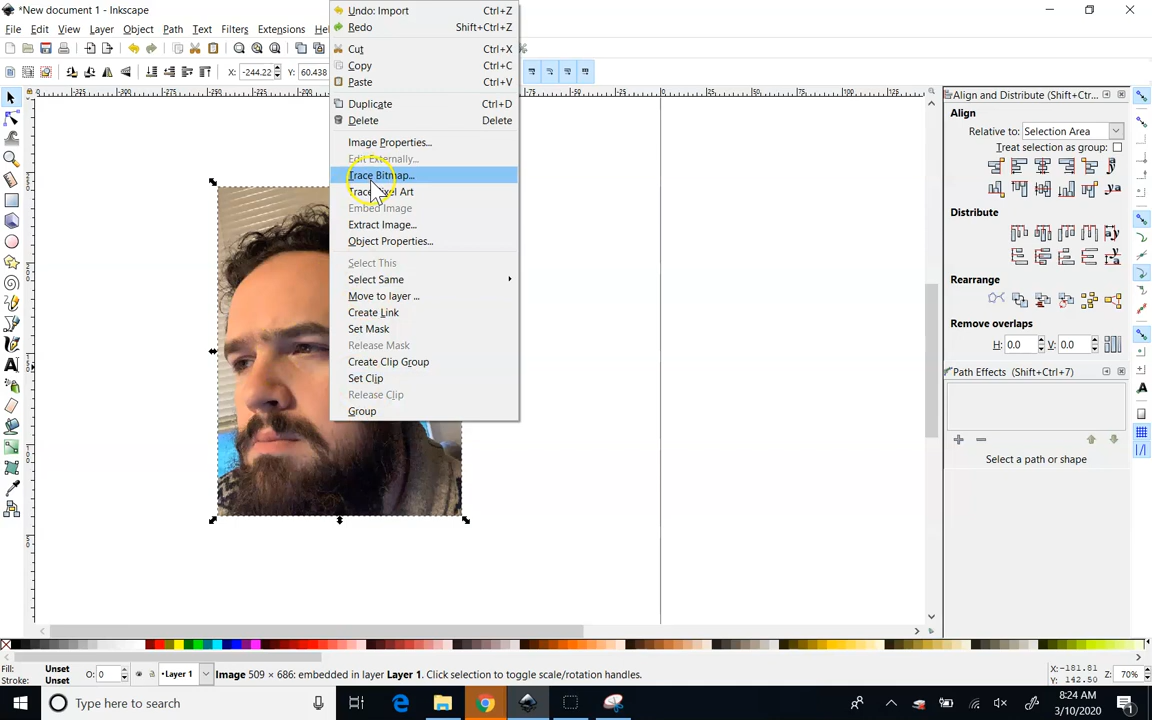 *New document 1 - Inkscape
File Edit View Layer Object Path Text Filters Extensions He
X: -244.22 Y: 60.438
Undo: Import Ctrl+Z
Redo Shift+Ctrl+Z
Cut Ctrl+X
Copy Ctrl+C
Paste Ctrl+V
Duplicate Ctrl+D
Delete Delete
Image Properties...
Edit Externally...
Trace Bitmap...
Trace Pixel Art
Embed Image
Extract Image...
Object Properties...
Select This
Select Same
Move to layer ...
Create Link
Set Mask
Release Mask
Create Clip Group
Set Clip
Release Clip
Group
Align and Distribute (Shift+Ctr...
Align
Relative to: Selection Area
Treat selection as group:
Distribute
Rearrange
Remove overlaps
H: 0.0 V: 0.0
Path Effects (Shift+Ctrl+7)
Select a path or shape
Fill: Unset
Stroke: Unset
O: 0
Layer 1
Image 509 × 686: embedded in layer Layer 1. Click selection to toggle scale/rotation handles.
X: -181.81
Y: 142.50
Z: 70%
Type here to search
8:24 AM
3/10/2020